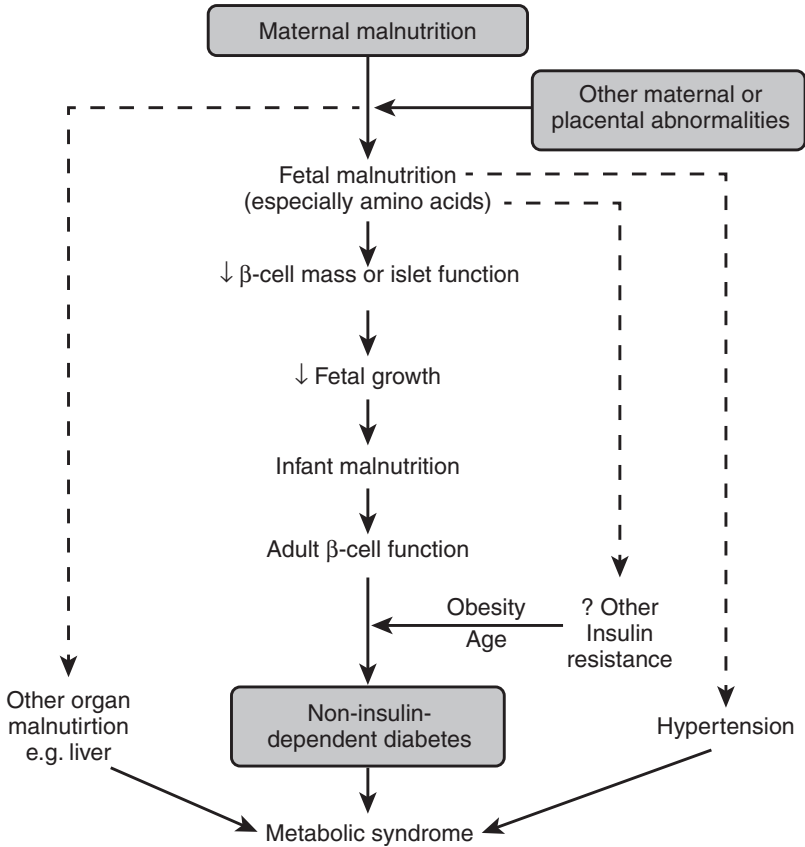 Maternal malnutrition
Other maternal or
placental abnormalities
Fetal malnutrition
(especially amino acids)
↓ β-cell mass or islet function
↓ Fetal growth
Infant malnutrition
Adult β-cell function
Obesity
Age
? Other
Insulin
resistance
Other organ
malnutirtion
e.g. liver
Non-insulin-
dependent diabetes
Hypertension
Metabolic syndrome